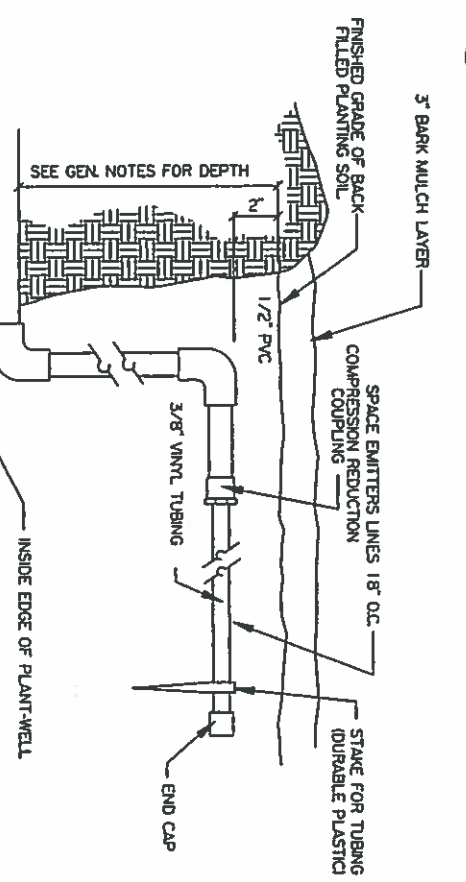 3" BARK MULCH LAYER
FINISHED GRADE OF BACK-
FILLED PLANTING SOIL
SPACE EMITTERS LINES 18" O.C.
COMPRESSION REDUCTION
COUPLING
STAKE FOR TUBING
(DURABLE PLASTIC)
SEE GEN. NOTES FOR DEPTH
2"
1/2" PVC
3/8" VINYL TUBING
END CAP
INSIDE EDGE OF PLANT-WELL